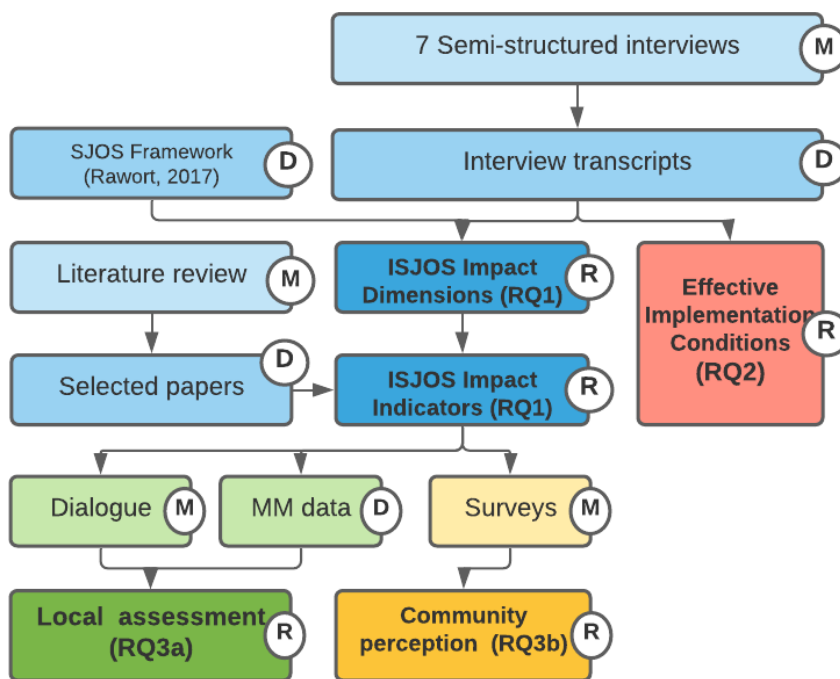 7 Semi-structured interviews
M
SJOS Framework
(Rawort, 2017)
D
Interview transcripts
D
Literature review
M
ISJOS Impact
Dimensions (RQ1)
R
Effective
Implementation
Conditions
(RQ2)
R
Selected papers
D
ISJOS Impact
Indicators (RQ1)
R
Dialogue
M
MM data
D
Surveys
M
Local assessment
(RQ3a)
R
Community
perception (RQ3b)
R